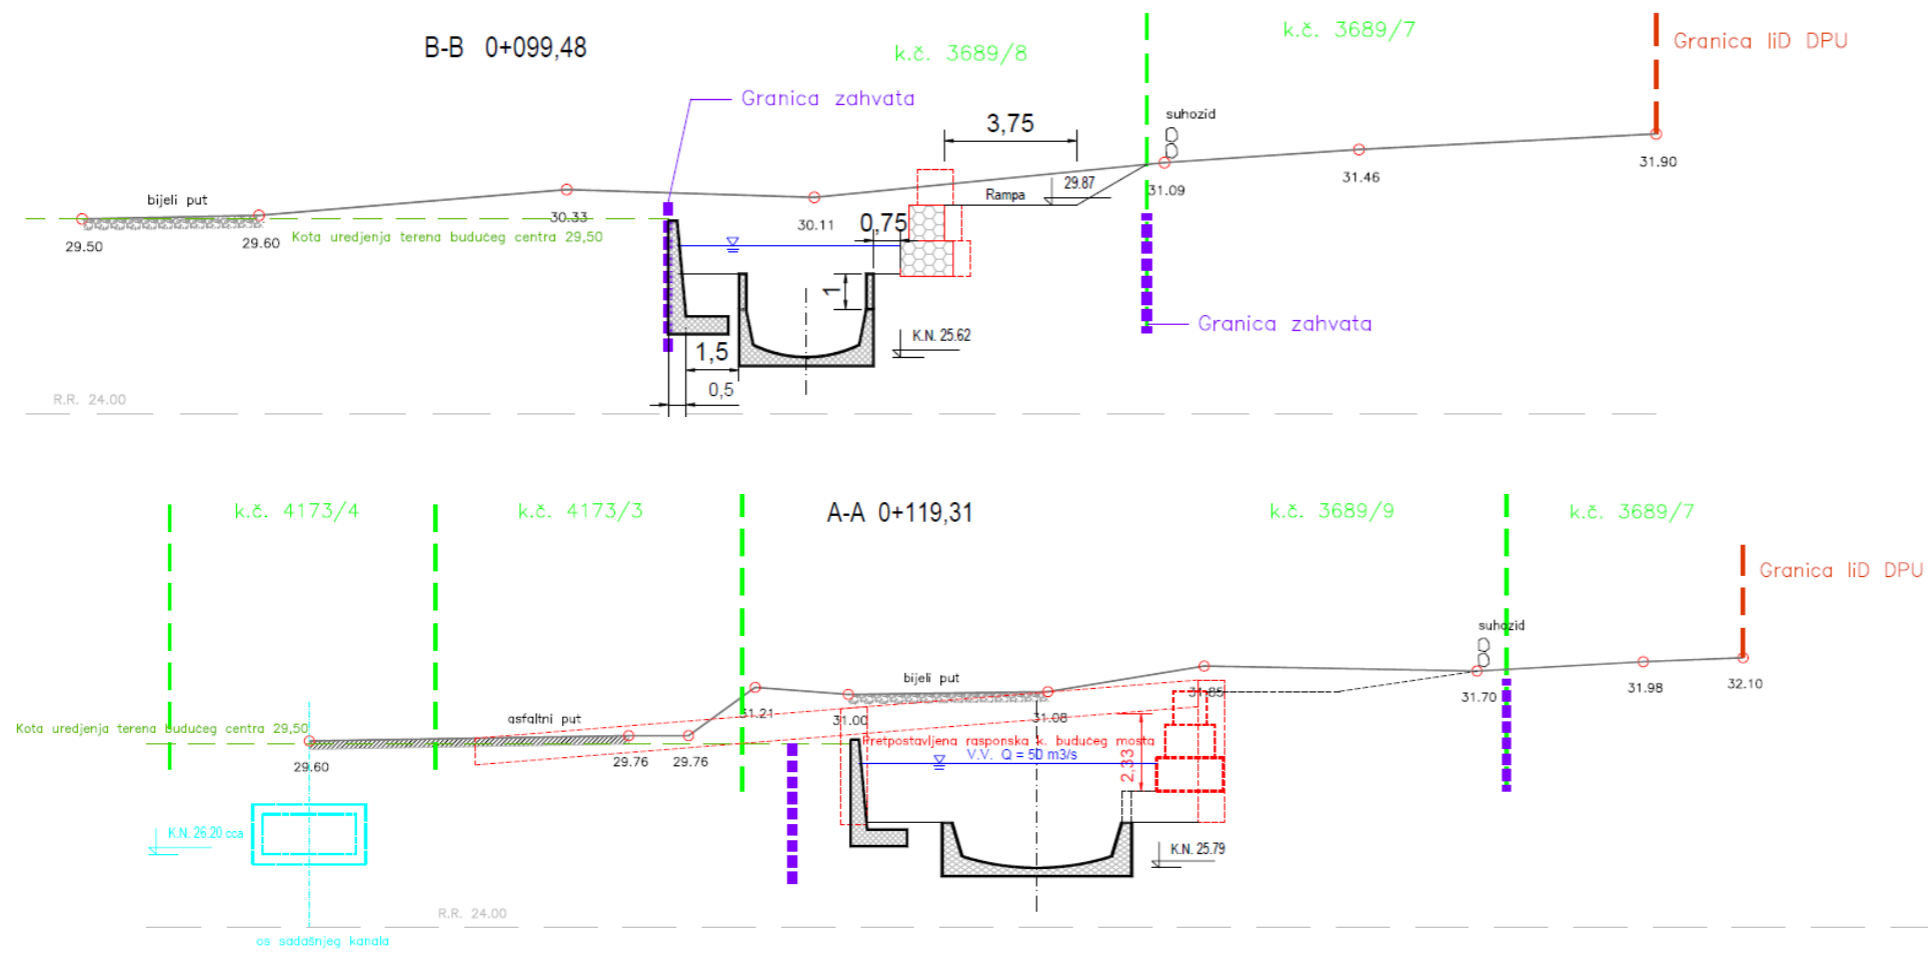 B-B 0+099,48
k.č. 3689/8
k.č. 3689/7
Granica IiD DPU
Granica zahvata
3,75
suhozid
bijeli put
Rampa
29.87
31.09
31.46
31.90
30.33
30.11
0,75
29.50
29.60
Kota uredjenja terena budućeg centra 29,50
1
K.N. 25.62
Granica zahvata
1,5
0,5
R.R. 24.00
k.č. 4173/4
k.č. 4173/3
A-A 0+119,31
k.č. 3689/9
k.č. 3689/7
Granica IiD DPU
suhozid
bijeli put
31.85
31.70
31.98
32.10
31.21
31.00
31.08
asfaltni put
Kota uredjenja terena budućeg centra 29,50
Pretpostavljena rasponska k. budućeg mosta
V.V. Q = 50 m3/s
2,33
29.60
29.76
29.76
K.N. 26.20 cca
K.N. 25.79
R.R. 24.00
os sadašnjeg kanala